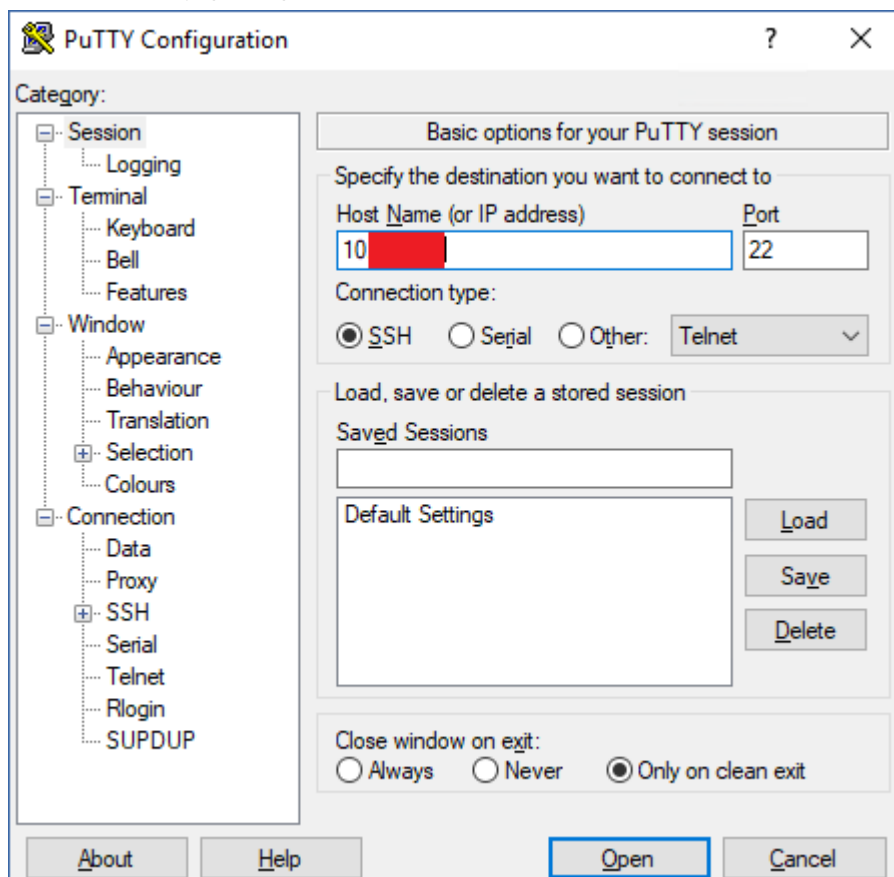 PuTTY Configuration ? ×
Category:
Session
Logging
Terminal
Keyboard
Bell
Features
Window
Appearance
Behaviour
Translation
Selection
Colours
Connection
Data
Proxy
SSH
Serial
Telnet
Rlogin
SUPDUP
Basic options for your PuTTY session
Specify the destination you want to connect to
Host Name (or IP address) Port
10 22
Connection type:
SSH Serial Other: Telnet
Load, save or delete a stored session
Saved Sessions
Default Settings
Load
Save
Delete
Close window on exit:
Always Never Only on clean exit
About Help Open Cancel